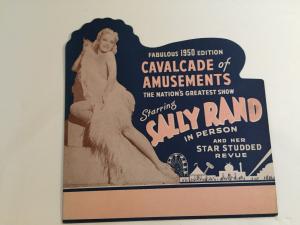 FABULOUS 1950 EDITION
CAVALCADE of
AMUSEMENTS
THE NATION'S GREATEST SHOW
Starring
SALLY RAND
IN PERSON
AND HER
STAR STUDDED
REVUE